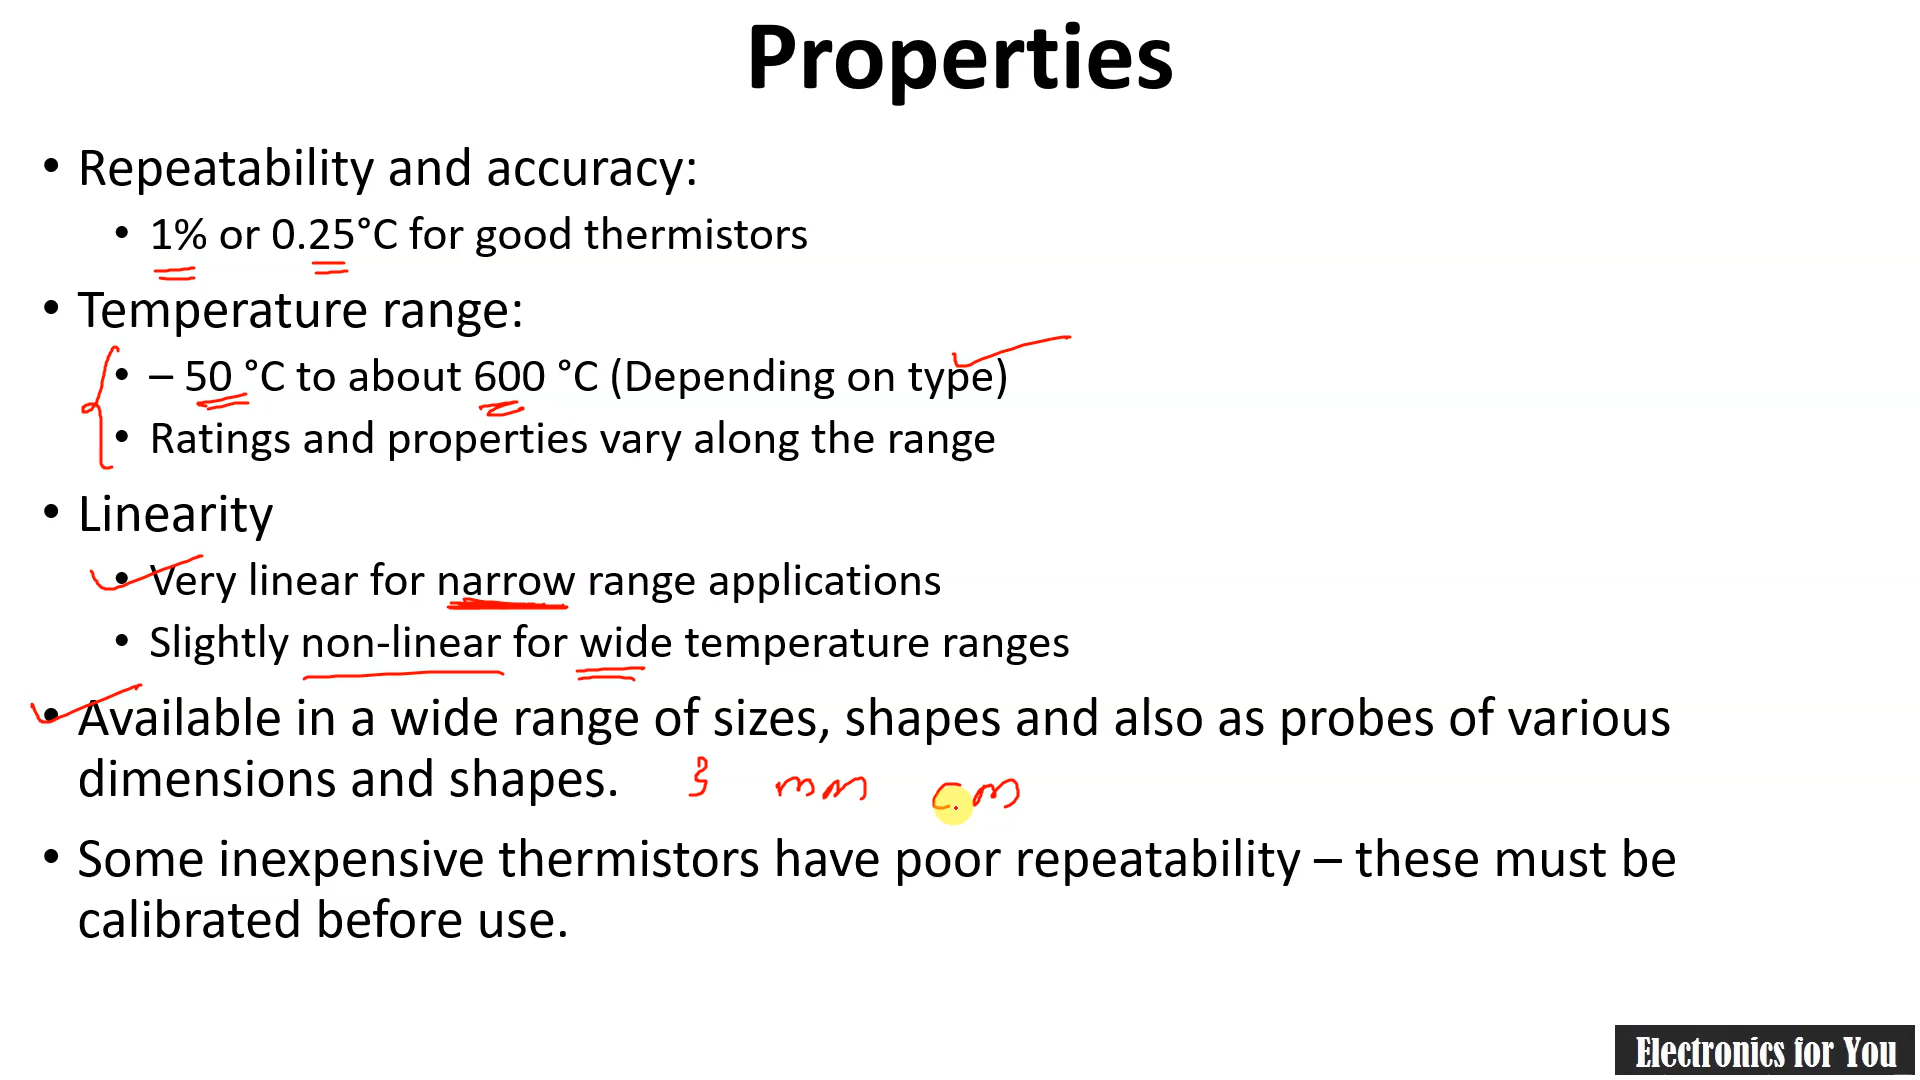 Properties
• Repeatability and accuracy:
• 1% or 0.25°C for good thermistors
• Temperature range:
• – 50 °C to about 600 °C (Depending on type)
• Ratings and properties vary along the range
• Linearity
• Very linear for narrow range applications
• Slightly non-linear for wide temperature ranges
• Available in a wide range of sizes, shapes and also as probes of various
dimensions and shapes. mm cm
• Some inexpensive thermistors have poor repeatability – these must be
calibrated before use.
Electronics for You